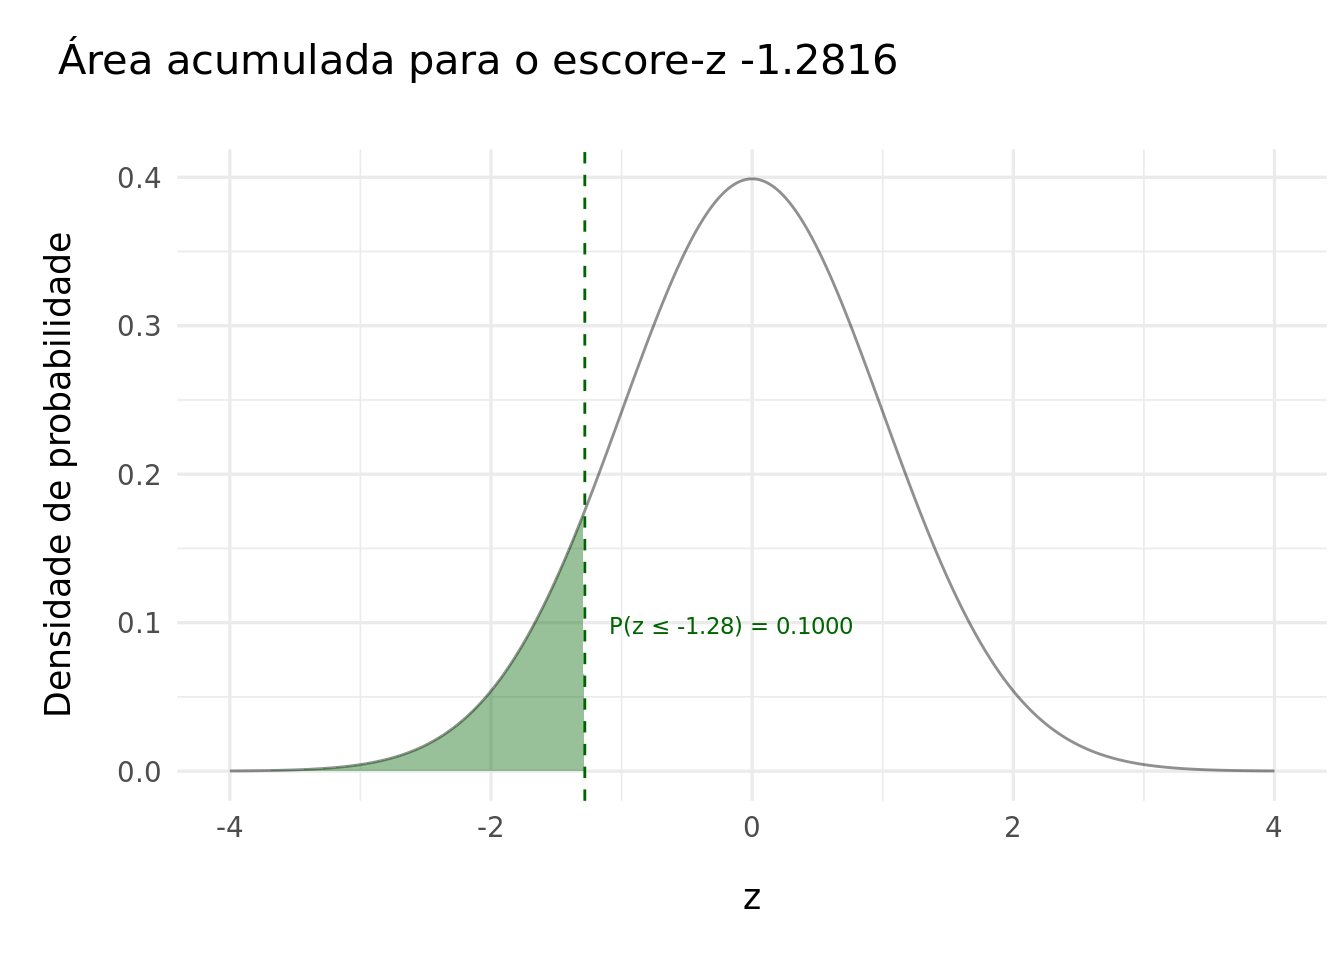 Área acumulada para o escore-z -1.2816
Densidade de probabilidade
0.4
0.3
0.2
0.1
0.0
P(z ≤ -1.28) = 0.1000
-4
-2
0
2
4
z